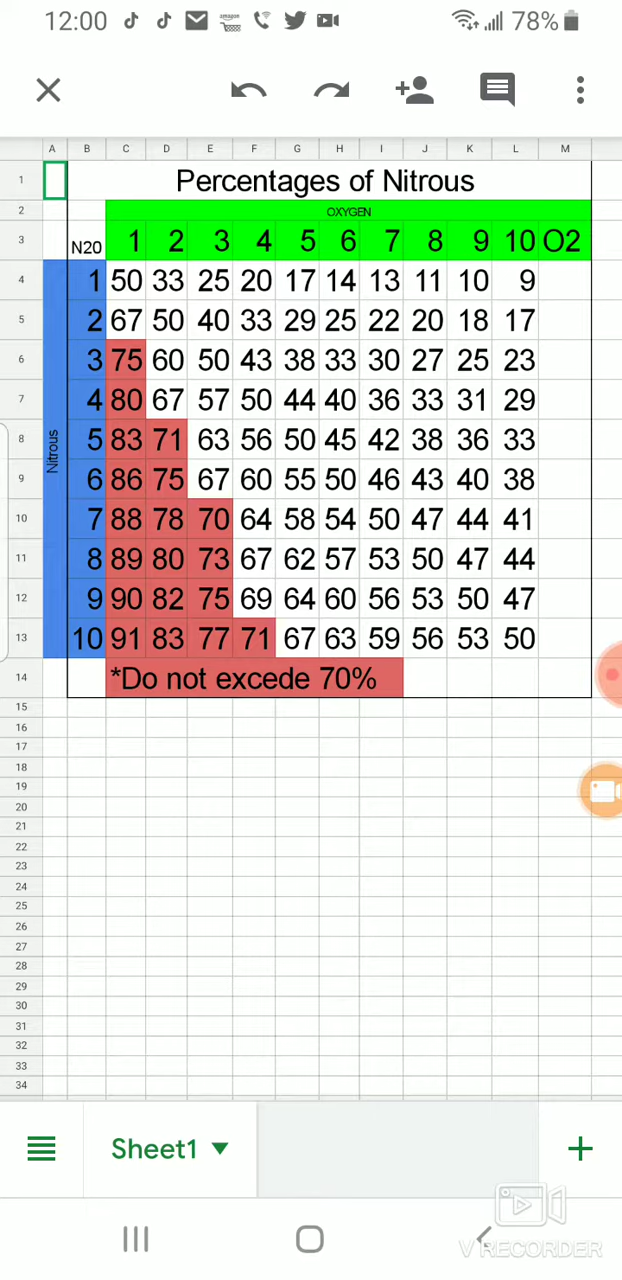 12:00 amazon 78%
A B C D E F G H I J K L M
1 Percentages of Nitrous
2 OXYGEN
3 N20 1 2 3 4 5 6 7 8 9 10 O2
4 1 50 33 25 20 17 14 13 11 10 9
5 2 67 50 40 33 29 25 22 20 18 17
6 3 75 60 50 43 38 33 30 27 25 23
7 4 80 67 57 50 44 40 36 33 31 29
8 5 83 71 63 56 50 45 42 38 36 33
Nitrous
9 6 86 75 67 60 55 50 46 43 40 38
10 7 88 78 70 64 58 54 50 47 44 41
11 8 89 80 73 67 62 57 53 50 47 44
12 9 90 82 75 69 64 60 56 53 50 47
13 10 91 83 77 71 67 63 59 56 53 50
14 *Do not excede 70%
15
16
17
18
19
20
21
22
23
24
25
26
27
28
29
30
31
32
33
34
Sheet1
V RECORDER